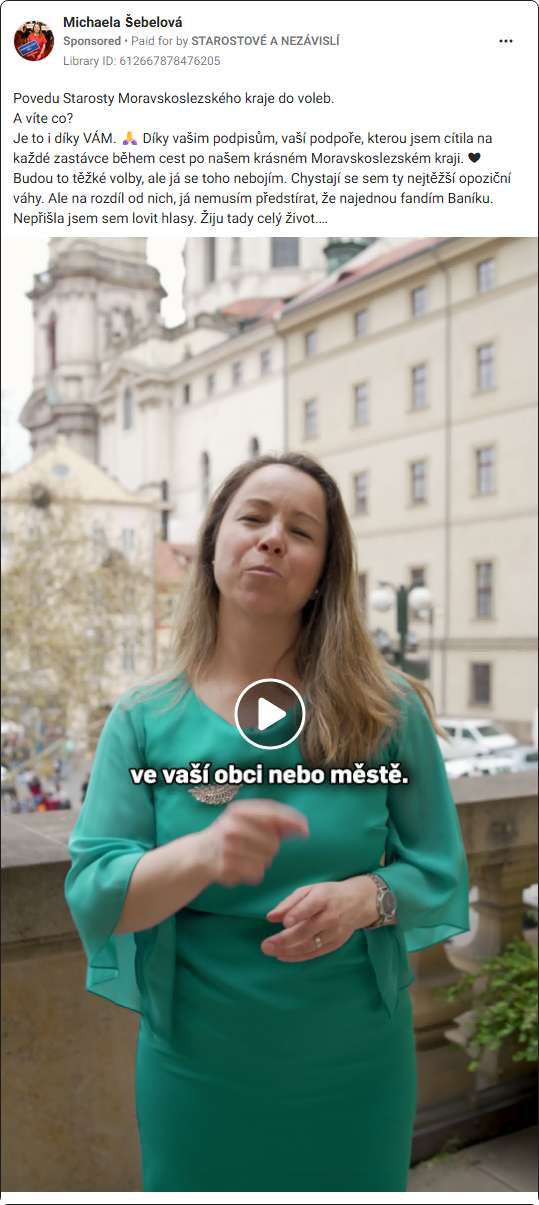 Michaela Šebelová
Sponsored • Paid for by STAROSTOVÉ A NEZÁVISLÍ
Library ID: 612667878476205
Povedu Starosty Moravskoslezského kraje do voleb.
A víte co?
Je to i díky VÁM. 🙏 Díky vašim podpisům, vaší podpoře, kterou jsem cítila na
každé zastávce během cest po našem krásném Moravskoslezském kraji. 🖤
Budou to těžké volby, ale já se toho nebojím. Chystají se sem ty nejtěžší opoziční
váhy. Ale na rozdíl od nich, já nemusím předstírat, že najednou fandím Baníku.
Nepřišla jsem sem lovit hlasy. Žiju tady celý život....
ve vaší obci nebo městě.